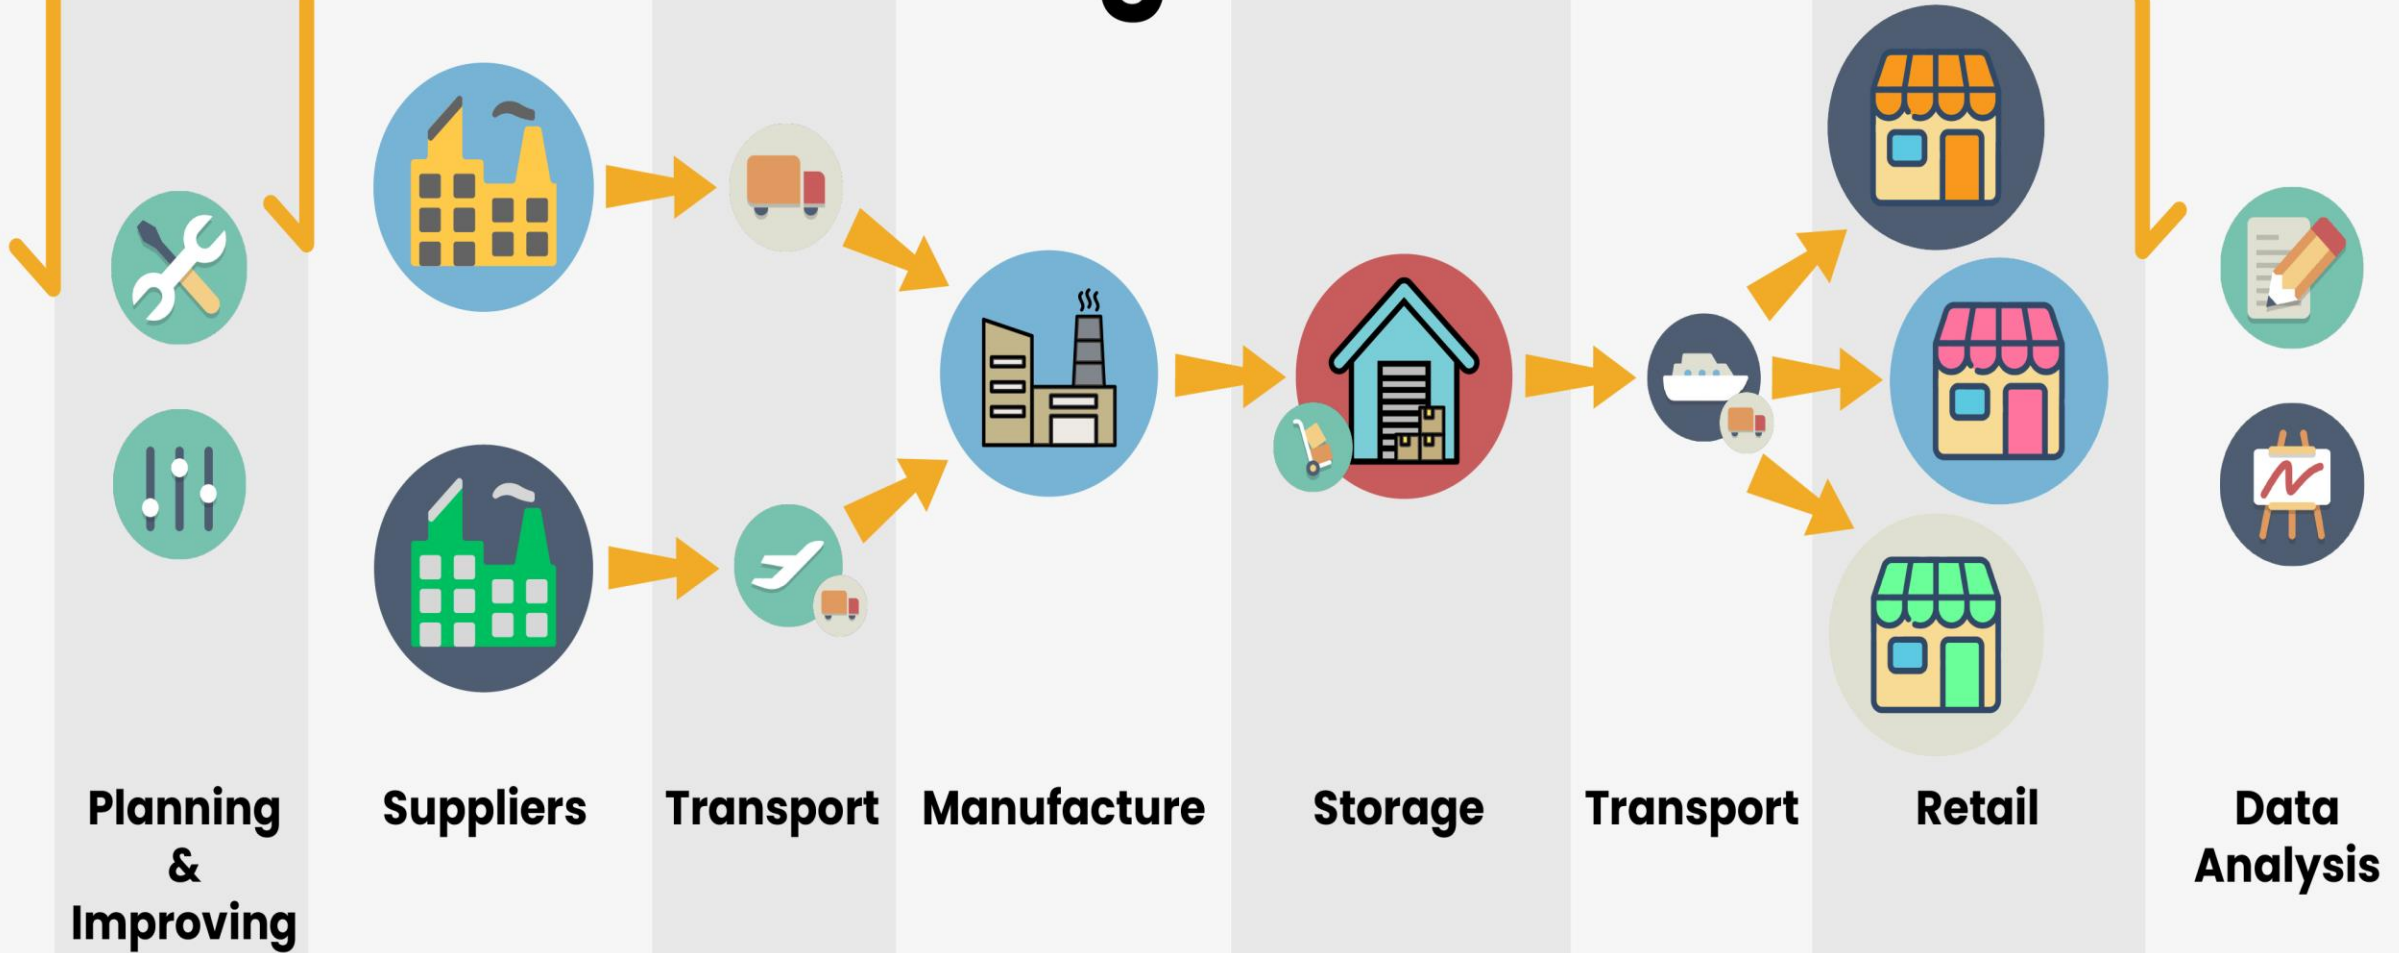 Planning
&
Improving
Suppliers
Transport
Manufacture
Storage
Transport
Retail
Data
Analysis